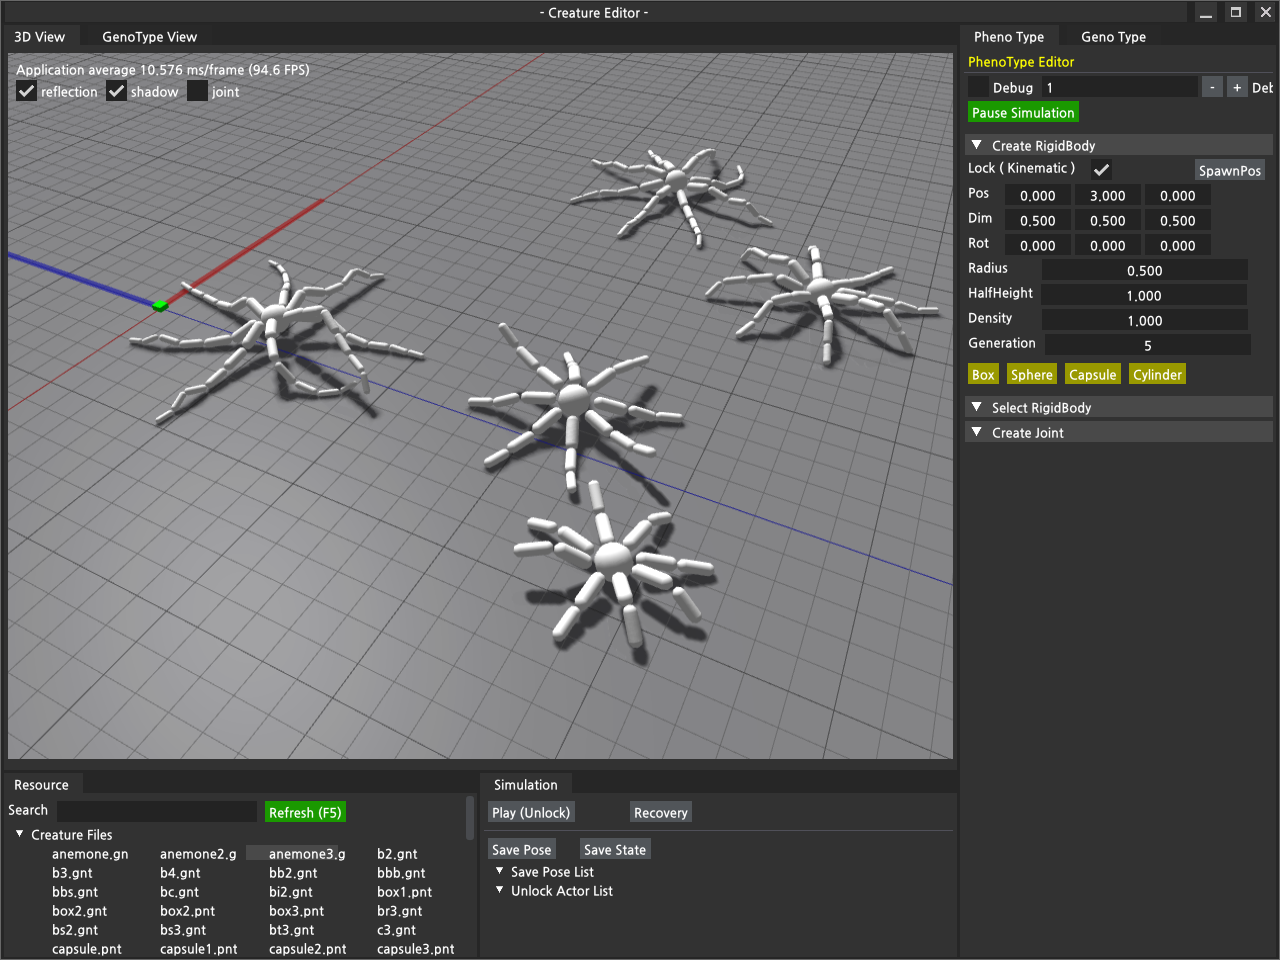 - Creature Editor -
3D View GenoType View
Application average 10.576 ms/frame (94.6 FPS)
reflection shadow joint
Pheno Type Geno Type
PhenoType Editor
Debug 1 - + Deb
Pause Simulation
Create RigidBody
Lock ( Kinematic ) SpawnPos
Pos 0.000 3.000 0.000
Dim 0.500 0.500 0.500
Rot 0.000 0.000 0.000
Radius 0.500
HalfHeight 1.000
Density 1.000
Generation 5
Box Sphere Capsule Cylinder
Select RigidBody
Create Joint
Resource
Search Refresh (F5)
Creature Files
anemone.gn anemone2.g anemone3.g b2.gnt
b3.gnt b4.gnt bb2.gnt bbb.gnt
bbs.gnt bc.gnt bi2.gnt box1.pnt
box2.gnt box2.pnt box3.pnt br3.gnt
bs2.gnt bs3.gnt bt3.gnt c3.gnt
capsule.pnt capsule1.pnt capsule2.pnt capsule3.pnt
Simulation
Play (Unlock) Recovery
Save Pose Save State
Save Pose List
Unlock Actor List